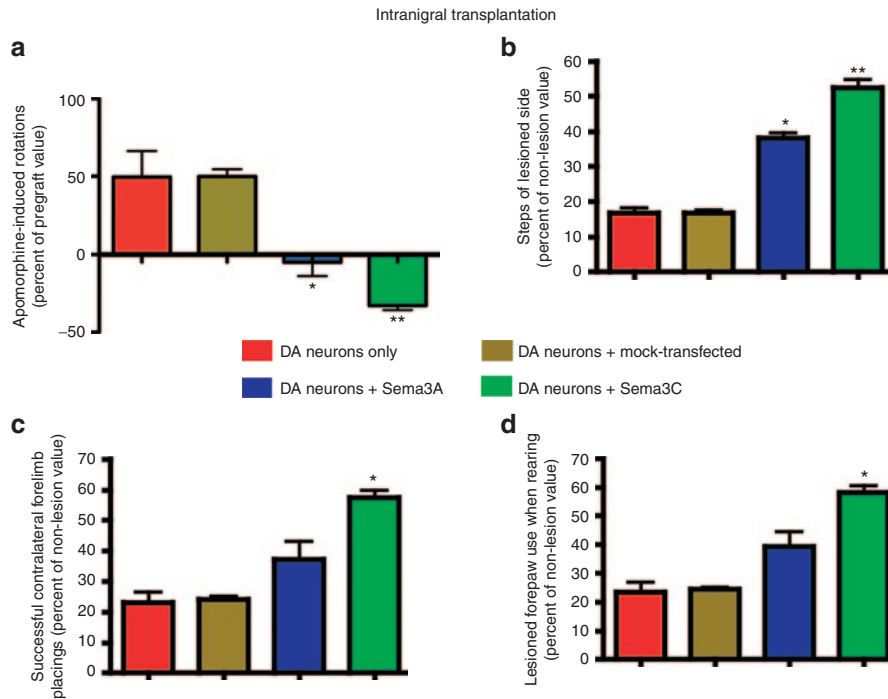 Intranigral transplantation
a
Apomorphine-induced rotations
(percent of pregraft value)
100
50
0
−50
*
**
b
Steps of lesioned side
(percent of non-lesion value)
60
50
40
30
20
10
0
*
**
DA neurons only
DA neurons + mock-transfected
DA neurons + Sema3A
DA neurons + Sema3C
c
Successful contralateral forelimb
placings (percent of non-lesion value)
70
60
50
40
30
20
10
0
*
d
Lesioned forepaw use when rearing
(percent of non-lesion value)
70
60
50
40
30
20
10
0
*